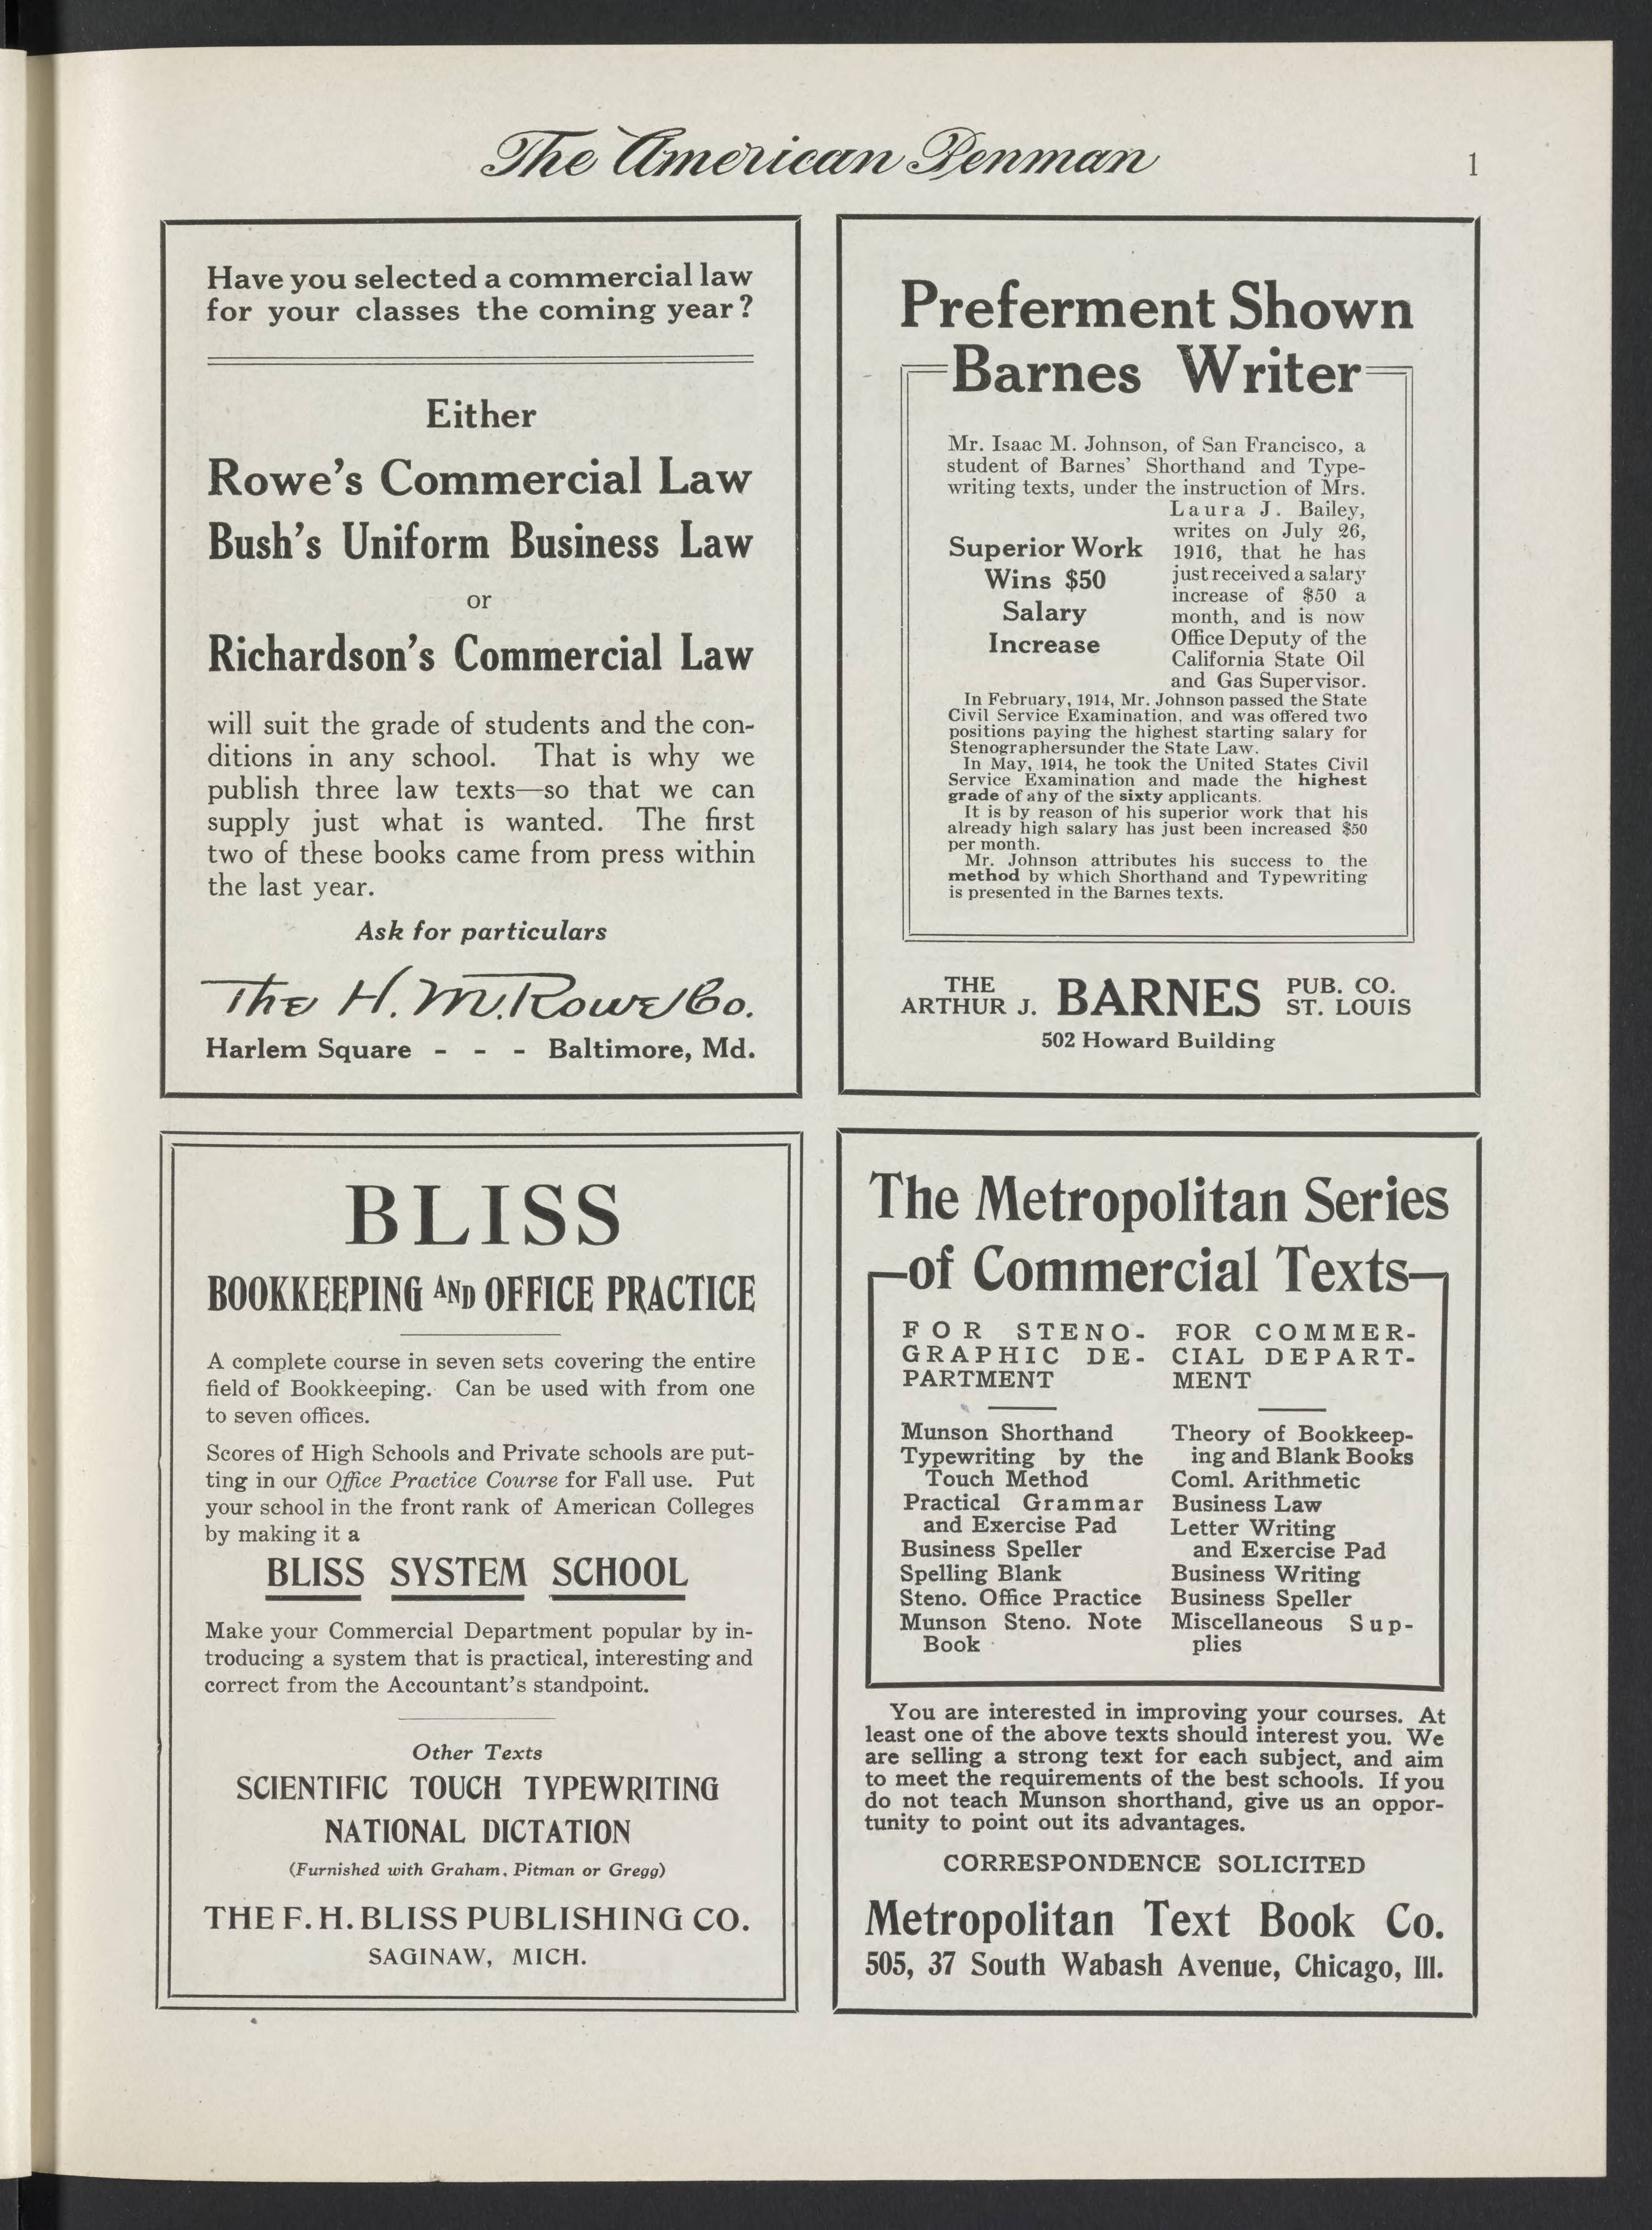 The American Penman
1
Have you selected a commercial law
for your classes the coming year?
Either
Rowe's Commercial Law
Bush's Uniform Business Law
or
Richardson's Commercial Law
will suit the grade of students and the con-
ditions in any school. That is why we
publish three law texts—so that we can
supply just what is wanted. The first
two of these books came from press within
the last year.
Ask for particulars
The H. M. Rowe Co.
Harlem Square - - - Baltimore, Md.
Preferment Shown
Barnes Writer
Mr. Isaac M. Johnson, of San Francisco, a
student of Barnes' Shorthand and Type-
writing texts, under the instruction of Mrs.
Laura J. Bailey,
writes on July 26,
1916, that he has
just received a salary
increase of $50 a
month, and is now
Office Deputy of the
California State Oil
and Gas Supervisor.
Superior Work
Wins $50
Salary
Increase
In February, 1914, Mr. Johnson passed the State
Civil Service Examination, and was offered two
positions paying the highest starting salary for
Stenographersunder the State Law.
In May, 1914, he took the United States Civil
Service Examination and made the highest
grade of any of the sixty applicants.
It is by reason of his superior work that his
already high salary has just been increased $50
per month.
Mr. Johnson attributes his success to the
method by which Shorthand and Typewriting
is presented in the Barnes texts.
THE
ARTHUR J. BARNES PUB. CO.
ST. LOUIS
502 Howard Building
BLISS
BOOKKEEPING AND OFFICE PRACTICE
A complete course in seven sets covering the entire
field of Bookkeeping. Can be used with from one
to seven offices.
Scores of High Schools and Private schools are put-
ting in our Office Practice Course for Fall use. Put
your school in the front rank of American Colleges
by making it a
BLISS SYSTEM SCHOOL
Make your Commercial Department popular by in-
troducing a system that is practical, interesting and
correct from the Accountant's standpoint.
Other Texts
SCIENTIFIC TOUCH TYPEWRITING
NATIONAL DICTATION
(Furnished with Graham, Pitman or Gregg)
THE F. H. BLISS PUBLISHING CO.
SAGINAW, MICH.
The Metropolitan Series
of Commercial Texts
FOR STENO-
GRAPHIC DE-
PARTMENT
Munson Shorthand
Typewriting by the
Touch Method
Practical Grammar
and Exercise Pad
Business Speller
Spelling Blank
Steno. Office Practice
Munson Steno. Note
Book
FOR COMMER-
CIAL DEPART-
MENT
Theory of Bookkeep-
ing and Blank Books
Coml. Arithmetic
Business Law
Letter Writing
and Exercise Pad
Business Writing
Business Speller
Miscellaneous Sup-
plies
You are interested in improving your courses. At
least one of the above texts should interest you. We
are selling a strong text for each subject, and aim
to meet the requirements of the best schools. If you
do not teach Munson shorthand, give us an oppor-
tunity to point out its advantages.
CORRESPONDENCE SOLICITED
Metropolitan Text Book Co.
505, 37 South Wabash Avenue, Chicago, Ill.